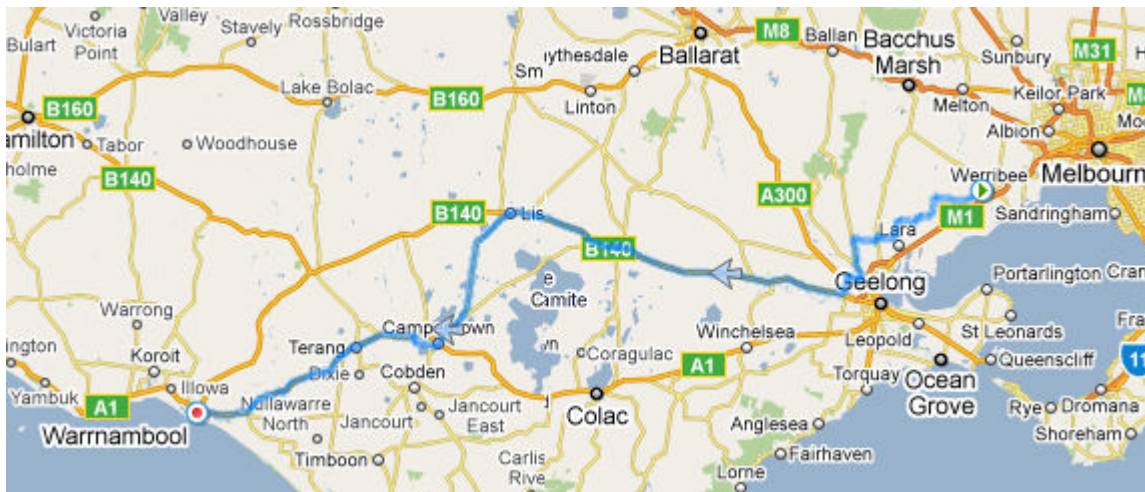 Valley
Rossbridge
Victoria
Point
Stavely
Bulart
Lake Bolac
B160
B160
Sm
ythesdale
Linton
Ballarat
M8
Ballan
Bacchus
Marsh
Sunbury
M31
Melton
Keilor Park
Albion
Melbourn
amilton
Tabor
Woodhouse
holme
B140
B140
Lis
B140
A300
Werribee
M1
Sandringham
Lara
Geelong
Portarlington
Cran
St Leonards
Leopold
Queenscliff
Ocean
Grove
Torquay
Winchelsea
A1
e
Camite
wn
Coragulac
Camp
own
Warrong
Terang
Dixie
Cobden
Koroit
Illowa
ington
Yambuk
A1
Warrnambool
Nullawarre
North
Jancourt
Jancourt
East
Timboon
d
Colac
Carlis
Rive
Anglesea
Fairhaven
Lorne
Fra
11
Rye
Dromana
Shoreham